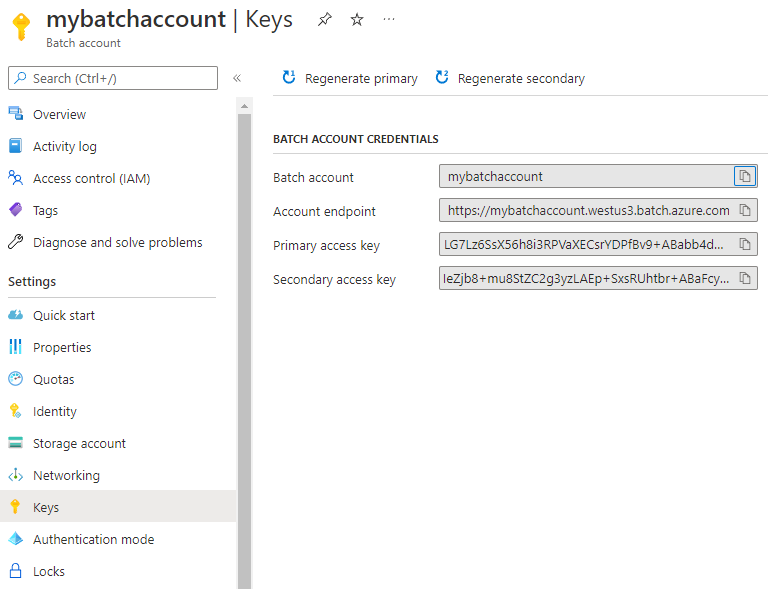 mybatchaccount | Keys
Batch account
Search (Ctrl+/)
Overview
Activity log
Access control (IAM)
Tags
Diagnose and solve problems
Settings
Quick start
Properties
Quotas
Identity
Storage account
Networking
Keys
Authentication mode
Locks
Regenerate primary
Regenerate secondary
BATCH ACCOUNT CREDENTIALS
Batch account mybatchaccount
Account endpoint https://mybatchaccount.westus3.batch.azure.com
Primary access key LG7Lz6SsX56h8i3RPVaXECsrYDPfBv9+ABabb4d...
Secondary access key IeZjb8+mu8StZC2g3yzLAEp+SxsRUhtbr+ABaFcy...